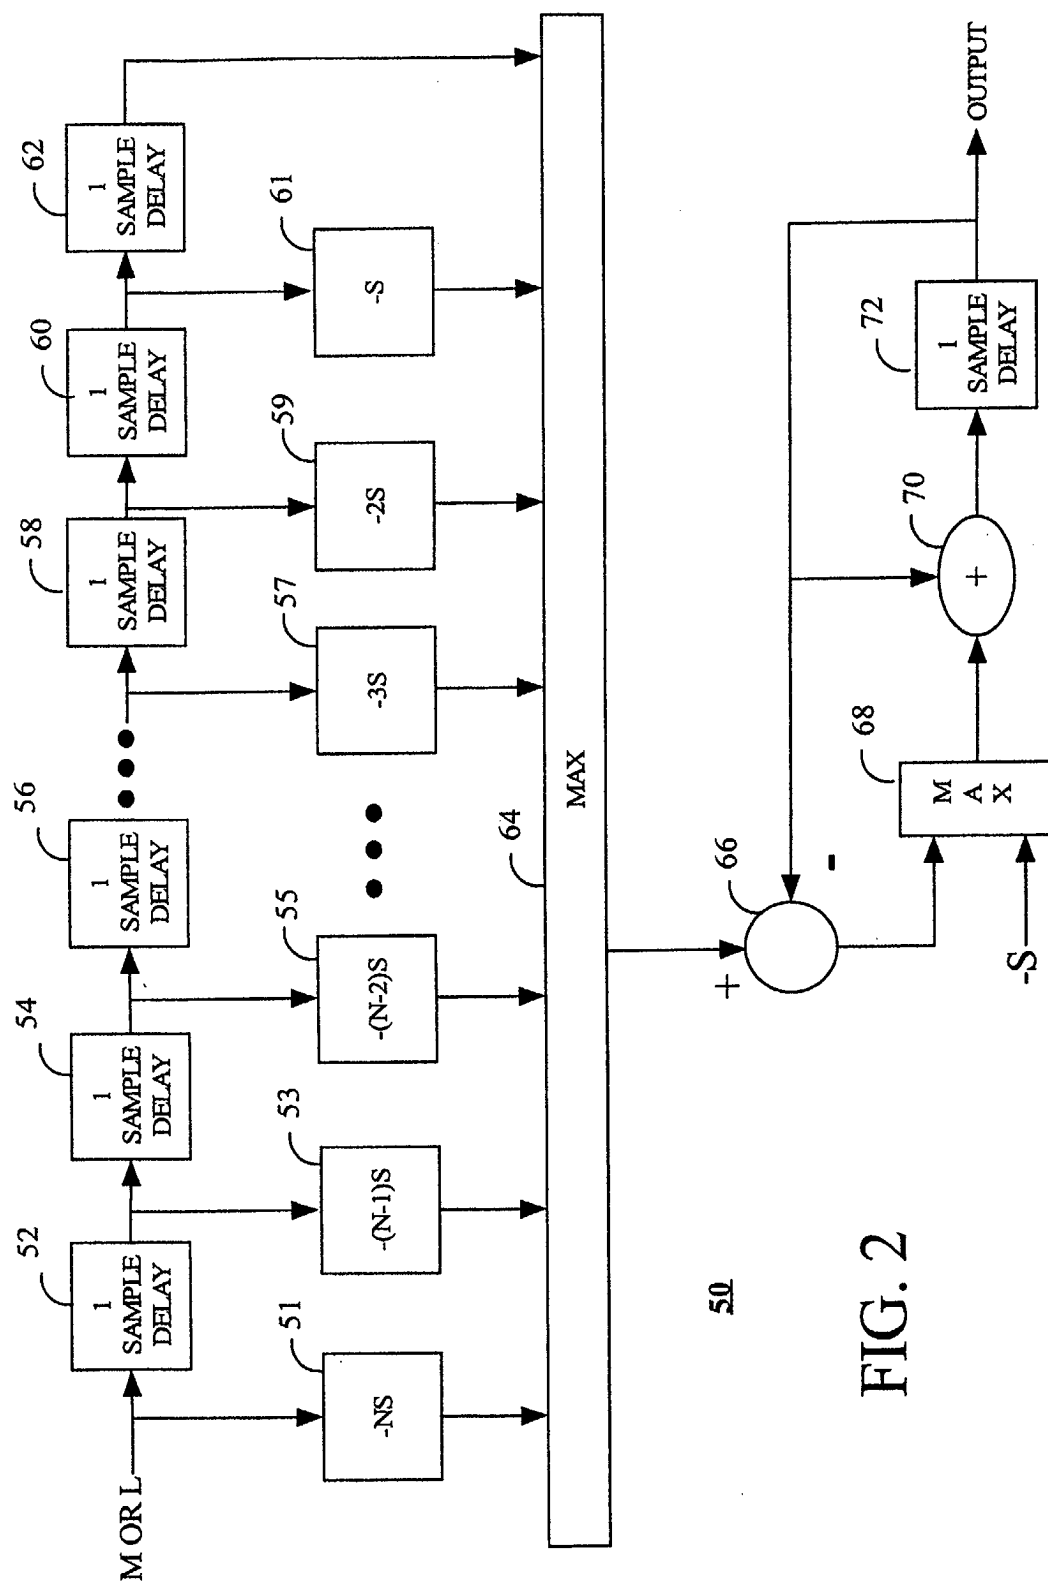 M OR L
52
1
SAMPLE
DELAY
54
1
SAMPLE
DELAY
56
1
SAMPLE
DELAY
58
1
SAMPLE
DELAY
60
1
SAMPLE
DELAY
62
1
SAMPLE
DELAY
51
-NS
53
-(N-1)S
55
-(N-2)S
57
-3S
59
-2S
61
-S
64
MAX
+
66
-
-S
68
M
A
X
70
+
72
1
SAMPLE
DELAY
OUTPUT
50
FIG. 2